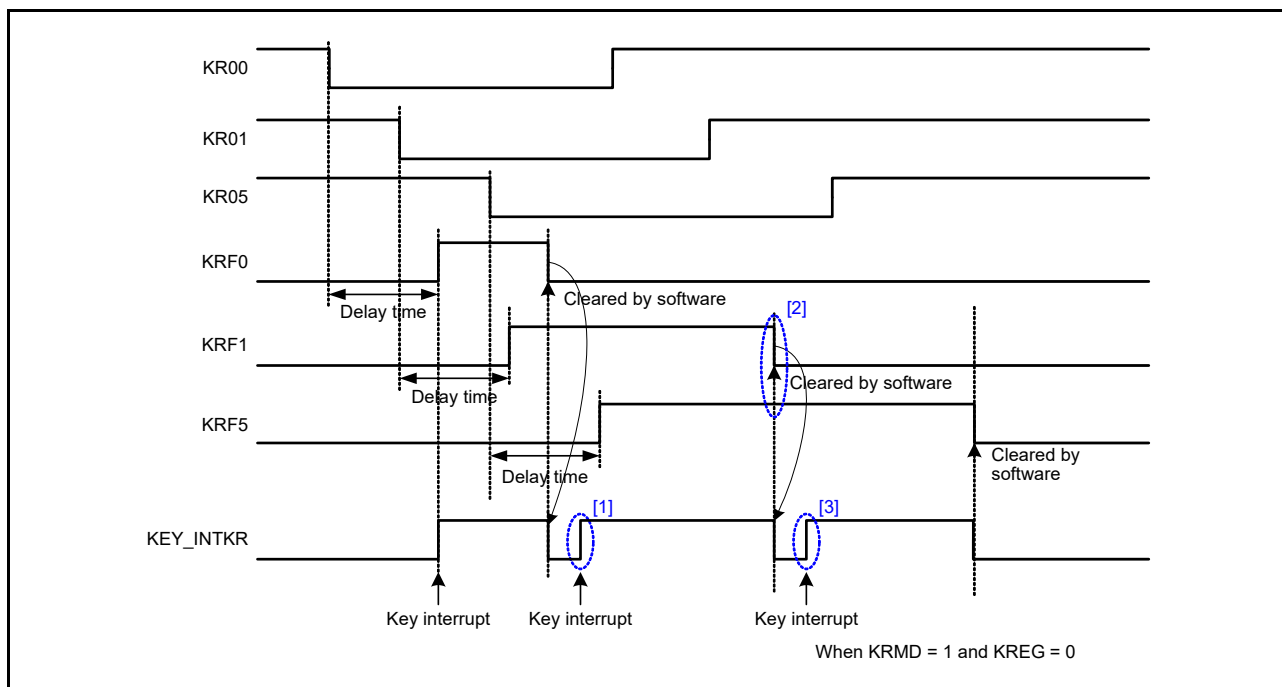 KR00
KR01
KR05
KRF0
Cleared by software
Delay time
[2]
KRF1
Cleared by software
Delay time
KRF5
Cleared by
software
Delay time
[1]
[3]
KEY_INTKR
Key interrupt
Key interrupt
Key interrupt
When KRMD = 1 and KREG = 0